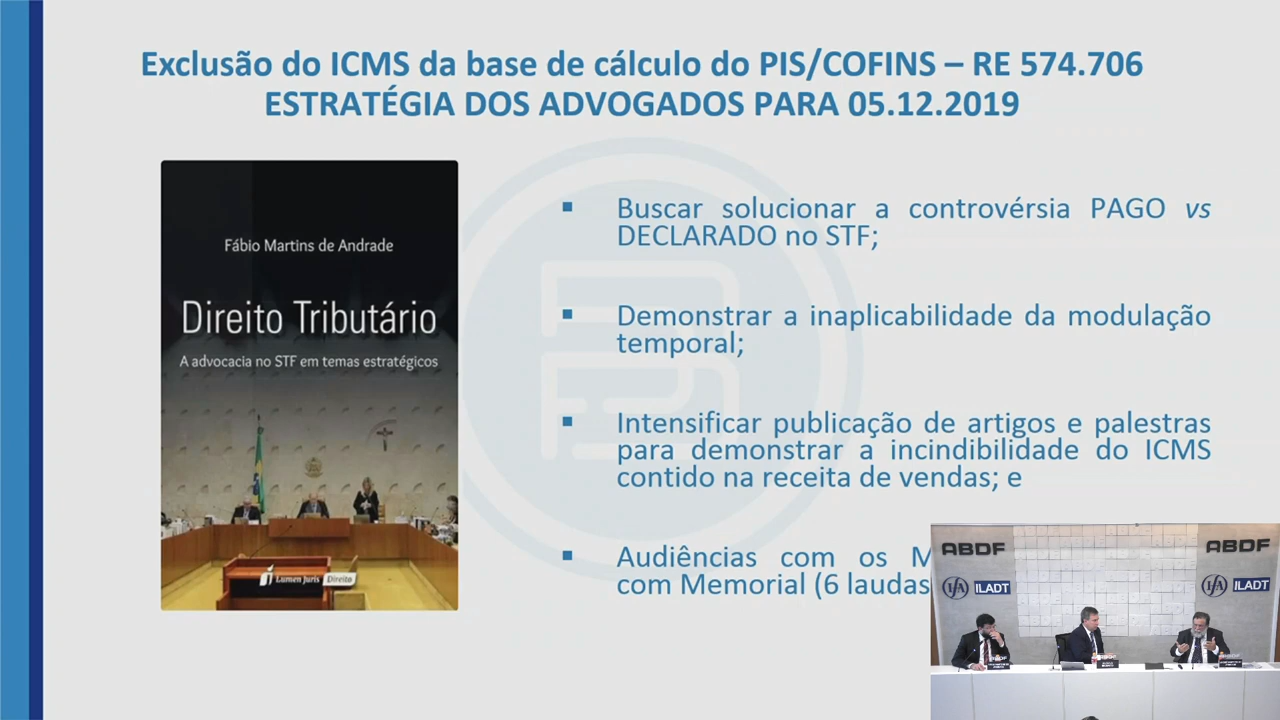 Exclusão do ICMS da base de cálculo do PIS/COFINS – RE 574.706
ESTRATÉGIA DOS ADVOGADOS PARA 05.12.2019
Fábio Martins de Andrade
Direito Tributário
A advocacia no STF em temas estratégicos
Lumen Juris Direito
▪ Buscar solucionar a controvérsia PAGO vs
DECLARADO no STF;
▪ Demonstrar a inaplicabilidade da modulação
temporal;
▪ Intensificar publicação de artigos e palestras
para demonstrar a incindibilidade do ICMS
contido na receita de vendas; e
▪ Audiências com os M
com Memorial (6 laudas
ABDF
IFA ILADT
ABDF
IFA ILADT